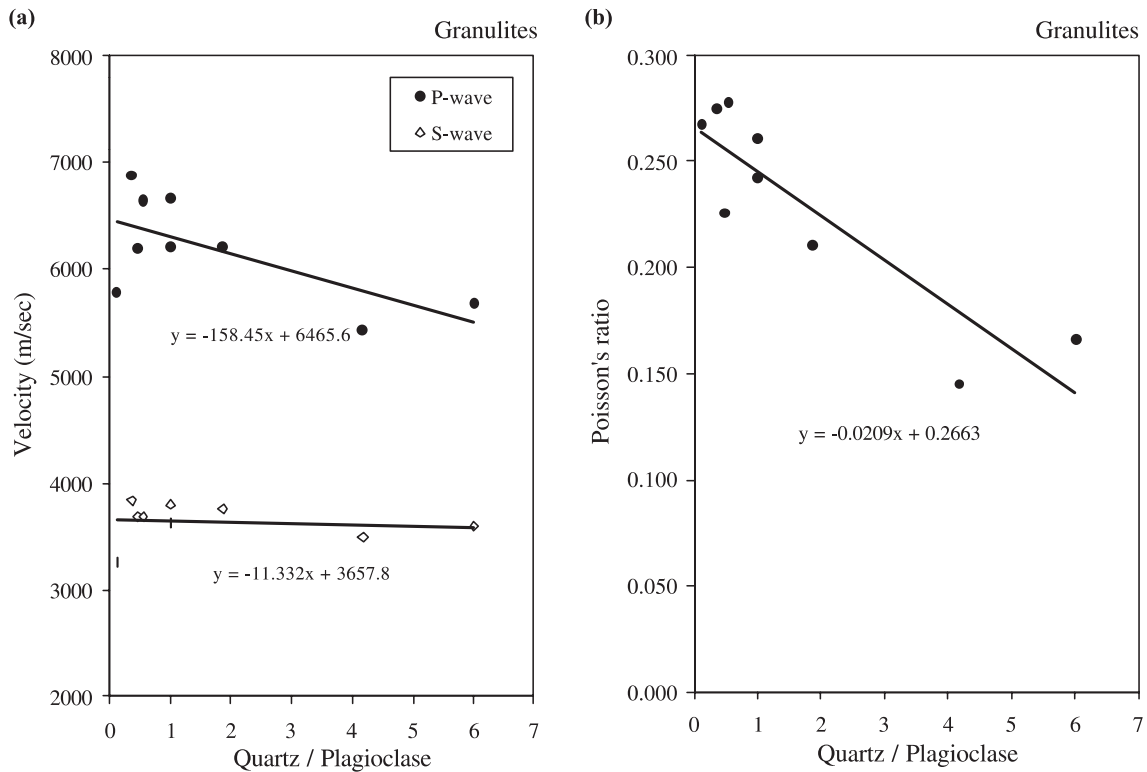 (a)
Granulites
8000
7000
6000
5000
4000
3000
2000
Velocity (m/sec)
P-wave
S-wave
y = -158.45x + 6465.6
y = -11.332x + 3657.8
0 1 2 3 4 5 6 7
Quartz / Plagioclase
(b)
Granulites
0.300
0.250
0.200
0.150
0.100
0.050
0.000
Poisson's ratio
y = -0.0209x + 0.2663
0 1 2 3 4 5 6 7
Quartz / Plagioclase